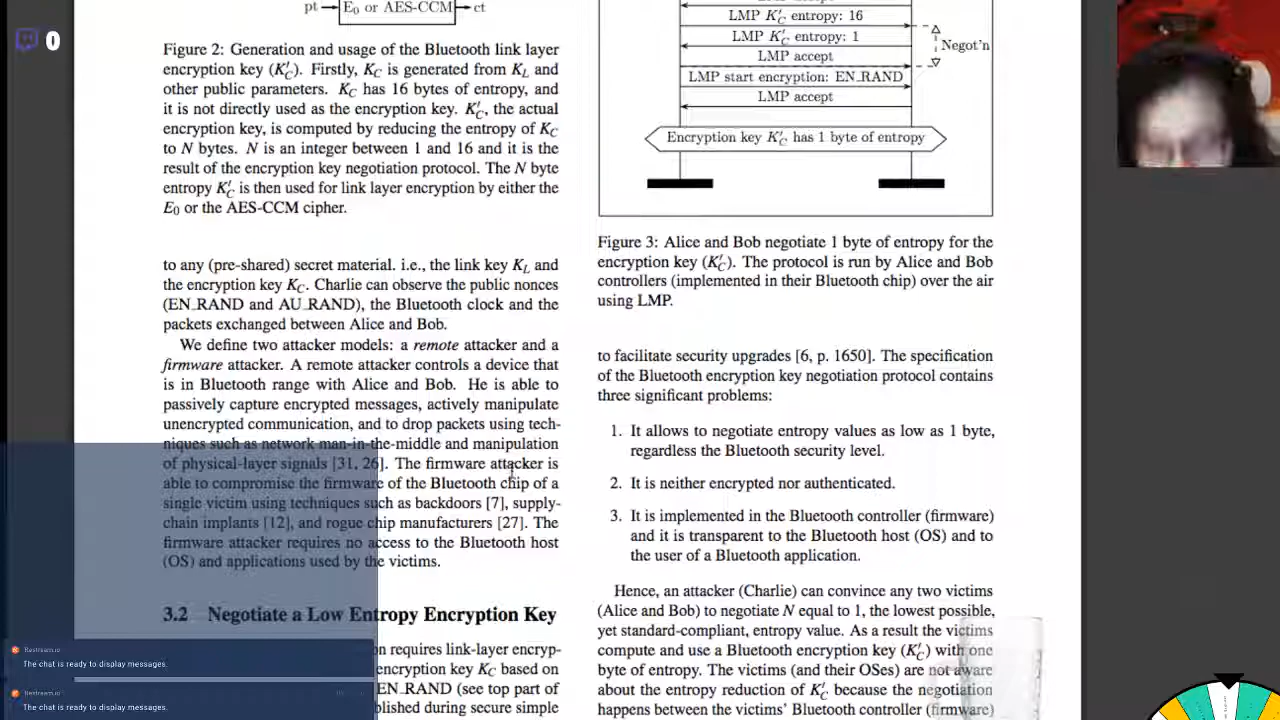 0
pt E0 or AES-CCM ct
Figure 2: Generation and usage of the Bluetooth link layer
encryption key (K′C). Firstly, KC is generated from KL and
other public parameters. KC has 16 bytes of entropy, and
it is not directly used as the encryption key. K′C, the actual
encryption key, is computed by reducing the entropy of KC
to N bytes. N is an integer between 1 and 16 and it is the
result of the encryption key negotiation protocol. The N byte
entropy K′C is then used for link layer encryption by either the
E0 or the AES-CCM cipher.
to any (pre-shared) secret material. i.e., the link key KL and
the encryption key KC. Charlie can observe the public nonces
(EN_RAND and AU_RAND), the Bluetooth clock and the
packets exchanged between Alice and Bob.
We define two attacker models: a remote attacker and a
firmware attacker. A remote attacker controls a device that
is in Bluetooth range with Alice and Bob. He is able to
passively capture encrypted messages, actively manipulate
unencrypted communication, and to drop packets using tech-
niques such as network man-in-the-middle and manipulation
of physical-layer signals [31, 26]. The firmware attacker is
able to compromise the firmware of the Bluetooth chip of a
single victim using techniques such as backdoors [7], supply-
chain implants [12], and rogue chip manufacturers [27]. The
firmware attacker requires no access to the Bluetooth host
(OS) and applications used by the victims.
3.2 Negotiate a Low Entropy Encryption Key
requires link-layer encryp-
encryption key KC based on
EN_RAND (see top part of
blished during secure simple
Restream.io
The chat is ready to display messages.
Restream.io
The chat is ready to display messages.
LMP K′C entropy: 16
LMP K′C entropy: 1
Negot'n
LMP accept
LMP start encryption: EN_RAND
LMP accept
Encryption key K′C has 1 byte of entropy
Figure 3: Alice and Bob negotiate 1 byte of entropy for the
encryption key (K′C). The protocol is run by Alice and Bob
controllers (implemented in their Bluetooth chip) over the air
using LMP.
to facilitate security upgrades [6, p. 1650]. The specification
of the Bluetooth encryption key negotiation protocol contains
three significant problems:
1. It allows to negotiate entropy values as low as 1 byte,
regardless the Bluetooth security level.
2. It is neither encrypted nor authenticated.
3. It is implemented in the Bluetooth controller (firmware)
and it is transparent to the Bluetooth host (OS) and to
the user of a Bluetooth application.
Hence, an attacker (Charlie) can convince any two victims
(Alice and Bob) to negotiate N equal to 1, the lowest possible,
yet standard-compliant, entropy value. As a result the victims
compute and use a Bluetooth encryption key (K′C) with one
byte of entropy. The victims (and their OSes) are not aware
about the entropy reduction of K′C because the negotiation
happens between the victims' Bluetooth controller (firmware)